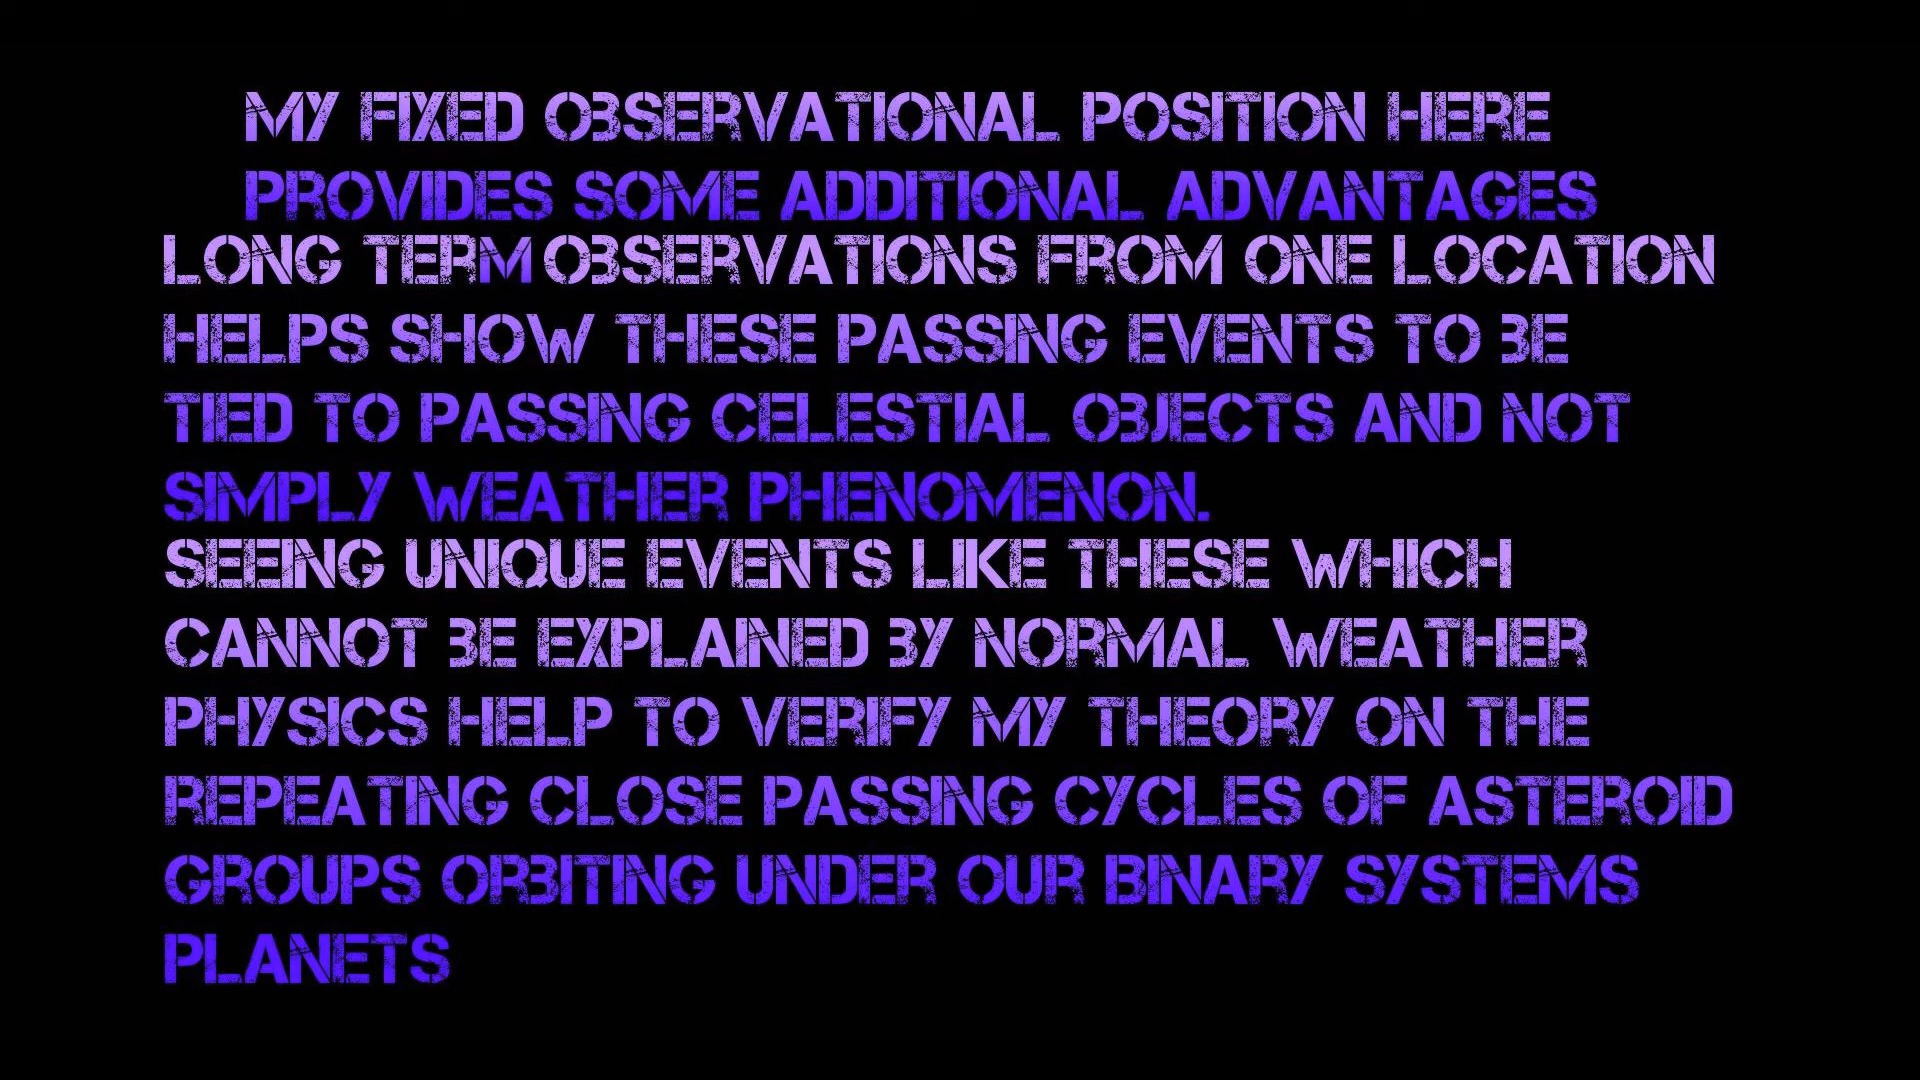 MY FIXED OBSERVATIONAL POSITION HERE
PROVIDES SOME ADDITIONAL ADVANTAGES
LONG TERM OBSERVATIONS FROM ONE LOCATION
HELPS SHOW THESE PASSING EVENTS TO BE
TIED TO PASSING CELESTIAL OBJECTS AND NOT
SIMPLY WEATHER PHENOMENON.
SEEING UNIQUE EVENTS LIKE THESE WHICH
CANNOT BE EXPLAINED BY NORMAL WEATHER
PHYSICS HELP TO VERIFY MY THEORY ON THE
REPEATING CLOSE PASSING CYCLES OF ASTEROID
GROUPS ORBITING UNDER OUR BINARY SYSTEMS
PLANETS